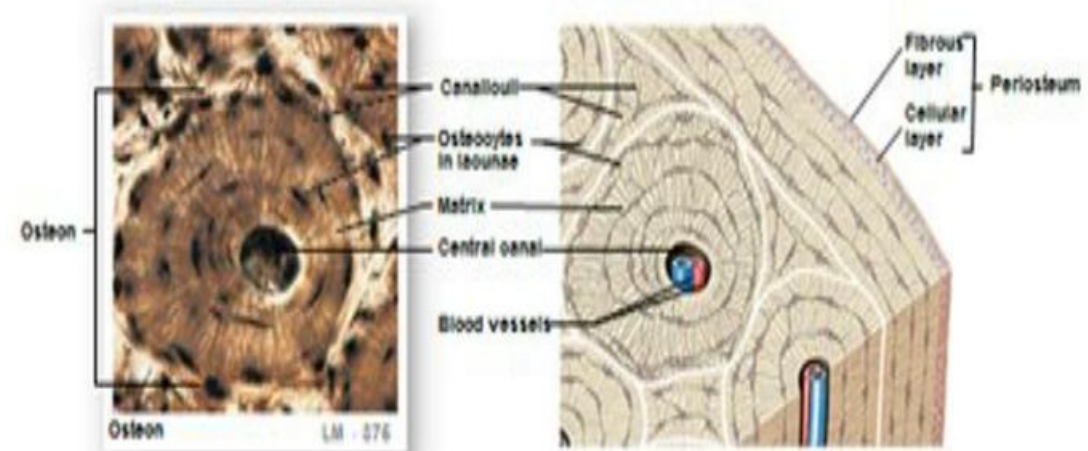 Canaliculi
Osteocytes
in lacunae
Matrix
Central canal
Blood vessels
Osteon
Osteon
LM
Fibrous
layer
Cellular
layer
Periosteum